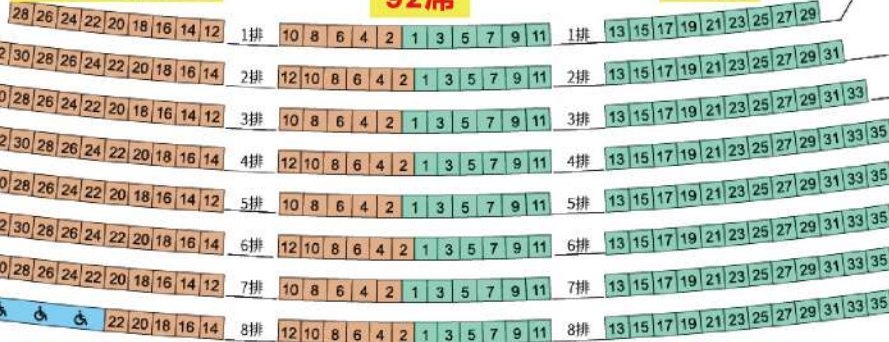 92席
28 26 24 22 20 18 16 14 12 1排 10 8 6 4 2 1 3 5 7 9 11 1排 13 15 17 19 21 23 25 27 29
30 28 26 24 22 20 18 16 14 2排 12 10 8 6 4 2 1 3 5 7 9 11 2排 13 15 17 19 21 23 25 27 29 31
28 26 24 22 20 18 16 14 12 3排 10 8 6 4 2 1 3 5 7 9 11 3排 13 15 17 19 21 23 25 27 29 31 33
30 28 26 24 22 20 18 16 14 4排 12 10 8 6 4 2 1 3 5 7 9 11 4排 13 15 17 19 21 23 25 27 29 31 33 35
28 26 24 22 20 18 16 14 12 5排 10 8 6 4 2 1 3 5 7 9 11 5排 13 15 17 19 21 23 25 27 29 31 33 35
30 28 26 24 22 20 18 16 14 6排 12 10 8 6 4 2 1 3 5 7 9 11 6排 13 15 17 19 21 23 25 27 29 31 33 35
28 26 24 22 20 18 16 14 12 7排 10 8 6 4 2 1 3 5 7 9 11 7排 13 15 17 19 21 23 25 27 29 31 33 35
22 20 18 16 14 8排 12 10 8 6 4 2 1 3 5 7 9 11 8排 13 15 17 19 21 23 25 27 29 31 33 35